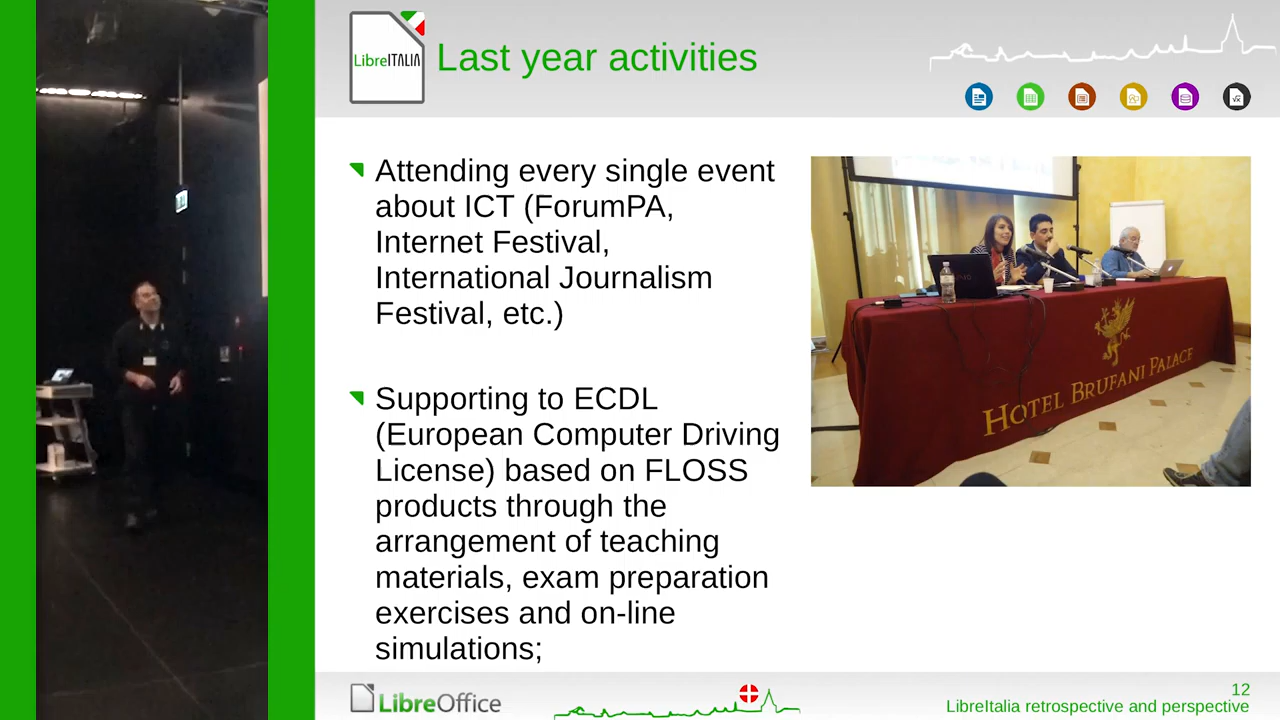 LibreITALIA
Last year activities
Attending every single event
about ICT (ForumPA,
Internet Festival,
International Journalism
Festival, etc.)
Supporting to ECDL
(European Computer Driving
License) based on FLOSS
products through the
arrangement of teaching
materials, exam preparation
exercises and on-line
simulations;
HOTEL BRUFANI PALACE
LibreOffice
12
LibreItalia retrospective and perspective